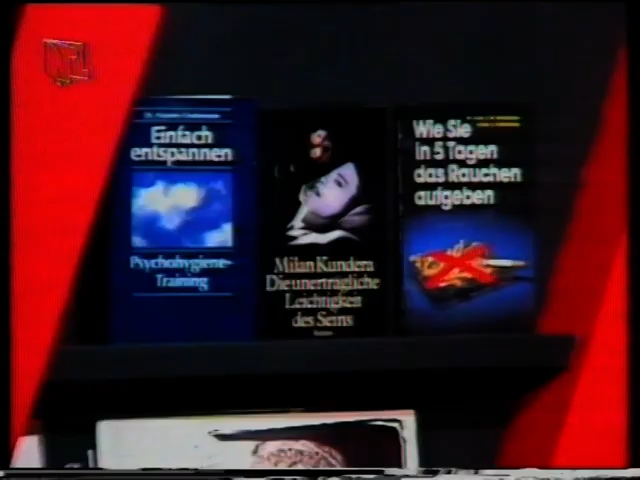 Einfach
entspannen
Psychohygiene-
Training
Milan Kundera
Die unerträgliche
Leichtigkeit
des Seins
Wie Sie
in 5 Tagen
das Rauchen
aufgeben